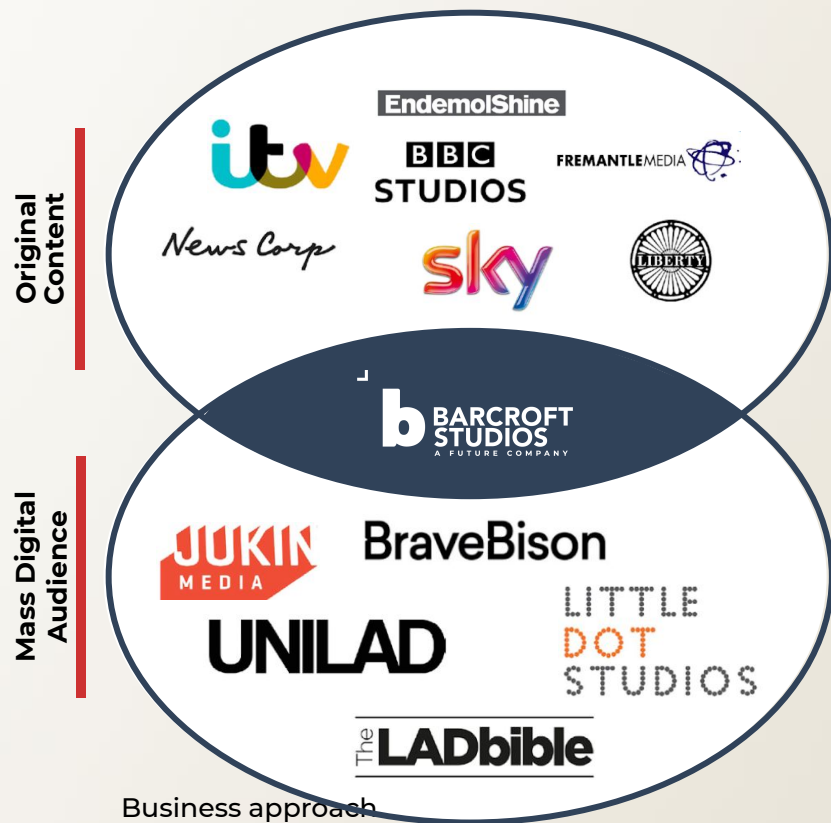 Original
Content
EndemolShine
itv
BBC
STUDIOS
FREMANTLEMEDIA
News Corp
sky
LIBERTY
b BARCROFT
STUDIOS
A FUTURE COMPANY
Mass Digital
Audience
JUKIN
MEDIA
BraveBison
UNILAD
LITTLE
DOT
STUDIOS
The LADbible
Business approach